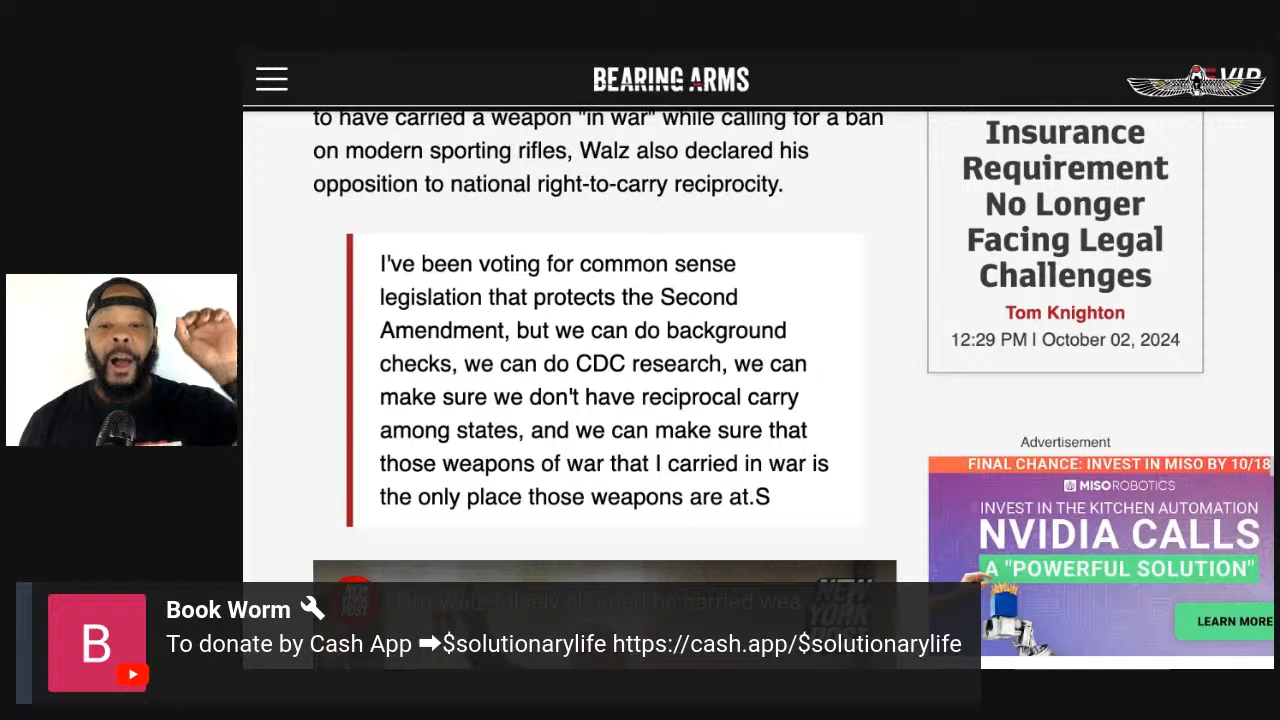 BEARING ARMS
VIP
to have carried a weapon "in war" while calling for a ban
on modern sporting rifles, Walz also declared his
opposition to national right-to-carry reciprocity.
I've been voting for common sense
legislation that protects the Second
Amendment, but we can do background
checks, we can do CDC research, we can
make sure we don't have reciprocal carry
among states, and we can make sure that
those weapons of war that I carried in war is
the only place those weapons are at.S
Insurance
Requirement
No Longer
Facing Legal
Challenges
Tom Knighton
12:29 PM I October 02, 2024
Advertisement
FINAL CHANCE: INVEST IN MISO BY 10/18
MISOROBOTICS
INVEST IN THE KITCHEN AUTOMATION
NVIDIA CALLS
A "POWERFUL SOLUTION"
LEARN MORE
NEW
YORK
B
Book Worm
To donate by Cash App ➡$solutionarylife https://cash.app/$solutionarylife